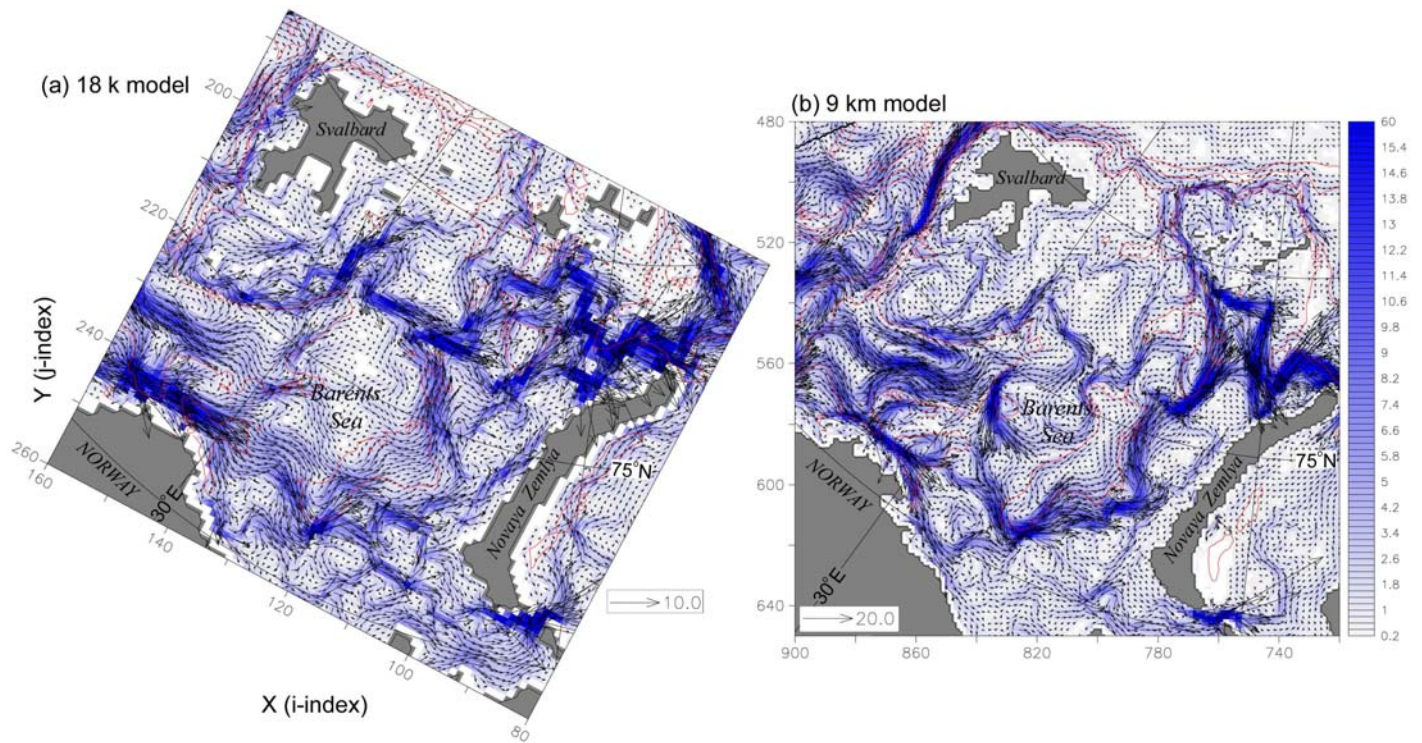 (a) 18 k model
200
220
240
260
Y (j-index)
160
140
120
100
80
X (i-index)
Svalbard
Barents
Sea
NORWAY
30°E
Novaya Zemlya
75°N
10.0
(b) 9 km model
480
520
560
600
640
900
860
820
780
740
Svalbard
Barents
Sea
NORWAY
30°E
Novaya Zemlya
75°N
20.0
60
15.4
14.6
13.8
13
12.2
11.4
10.6
9.8
9
8.2
7.4
6.6
5.8
5
4.2
3.4
2.6
1.8
1
0.2